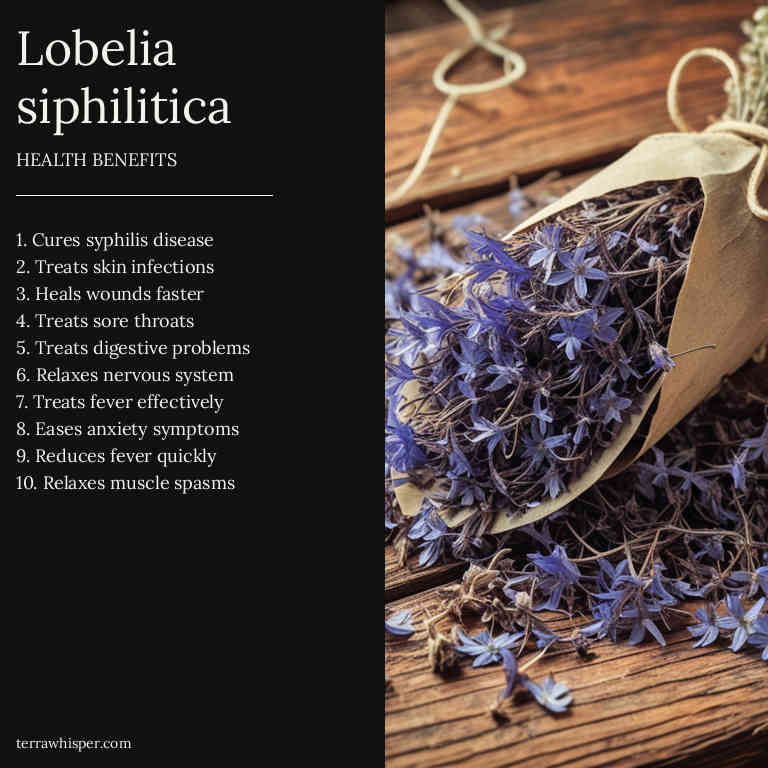 Lobelia
siphilitica
HEALTH BENEFITS
1. Cures syphilis disease
2. Treats skin infections
3. Heals wounds faster
4. Treats sore throats
5. Treats digestive problems
6. Relaxes nervous system
7. Treats fever effectively
8. Eases anxiety symptoms
9. Reduces fever quickly
10. Relaxes muscle spasms
terrawhisper.com